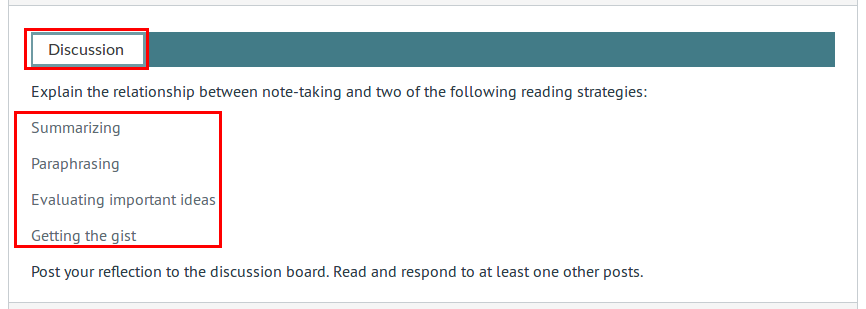 Discussion
Explain the relationship between note-taking and two of the following reading strategies:
Summarizing
Paraphrasing
Evaluating important ideas
Getting the gist
Post your reflection to the discussion board. Read and respond to at least one other posts.